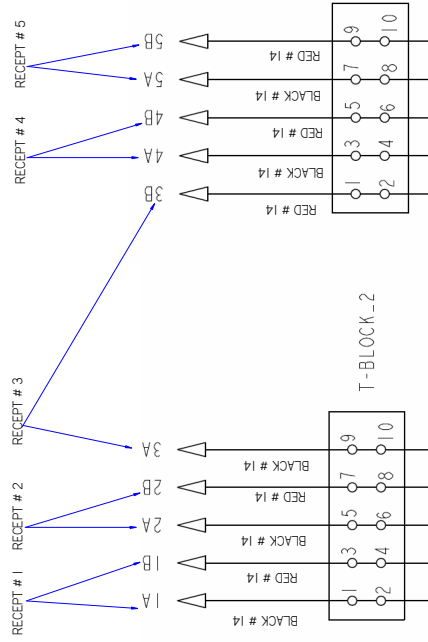 RECEPT # 5
5B
RED # 14
9
10
5A
BLACK # 14
7
8
RECEPT # 4
4B
RED # 14
5
6
4A
BLACK # 14
3
4
3B
RED # 14
1
2
T-BLOCK_2
RECEPT # 3
3A
BLACK # 14
9
10
RECEPT # 2
2B
RED # 14
7
8
2A
BLACK # 14
5
6
RECEPT # 1
1B
RED # 14
3
4
1A
BLACK # 14
1
2